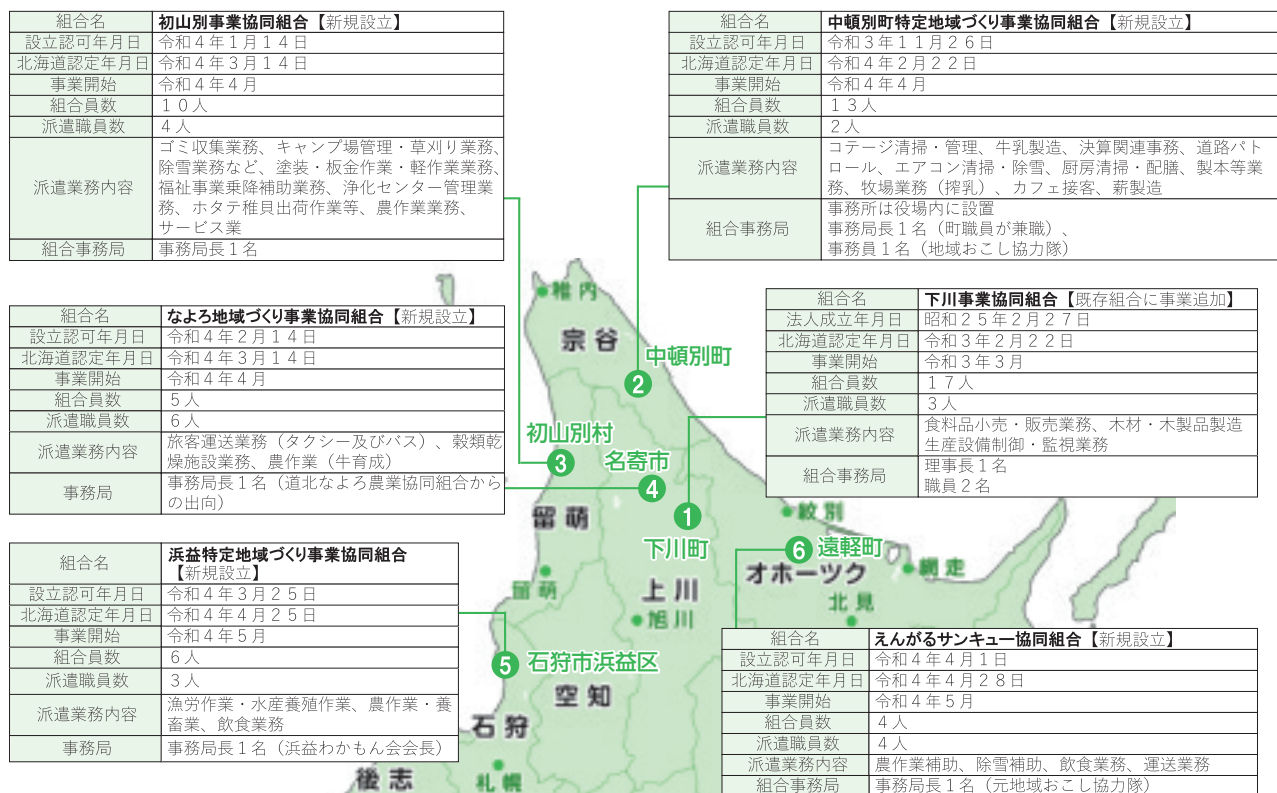 組合名 初山別事業協同組合【新規設立】
設立認可年月日 令和４年１月１４日
北海道認定年月日 令和４年３月１４日
事業開始 令和４年４月
組合員数 １０人
派遣職員数 ４人
派遣業務内容 ゴミ収集業務、キャンプ場管理・草刈り業務、
除雪業務など、塗装・板金作業・軽作業業務、
福祉事業乗降補助業務、浄化センター管理業
務、ホタテ稚貝出荷作業等、農作業業務、
サービス業
組合事務局 事務局長１名
組合名 中頓別町特定地域づくり事業協同組合【新規設立】
設立認可年月日 令和３年１１月２６日
北海道認定年月日 令和４年２月２２日
事業開始 令和４年４月
組合員数 １３人
派遣職員数 ２人
派遣業務内容 コテージ清掃・管理、牛乳製造、決算関連事務、道路パト
ロール、エアコン清掃・除雪、厨房清掃・配膳、製本等業
務、牧場業務（搾乳）、カフェ接客、薪製造
組合事務局 事務所は役場内に設置
事務局長１名（町職員が兼職）、
事務員１名（地域おこし協力隊）
組合名 なよろ地域づくり事業協同組合【新規設立】
設立認可年月日 令和４年２月１４日
北海道認定年月日 令和４年３月１４日
事業開始 令和４年４月
組合員数 ５人
派遣職員数 ６人
派遣業務内容 旅客運送業務（タクシー及びバス）、穀類乾
燥施設業務、農作業（牛育成）
事務局 事務局長１名（道北なよろ農業協同組合から
の出向）
組合名 下川事業協同組合【既存組合に事業追加】
法人成立年月日 昭和２５年２月２７日
北海道認定年月日 令和３年２月２２日
事業開始 令和３年３月
組合員数 １７人
派遣職員数 ３人
派遣業務内容 食料品小売・販売業務、木材・木製品製造
生産設備制御・監視業務
組合事務局 理事長１名
職員２名
組合名 浜益特定地域づくり事業協同組合
【新規設立】
設立認可年月日 令和４年３月２５日
北海道認定年月日 令和４年４月２５日
事業開始 令和４年５月
組合員数 ６人
派遣職員数 ３人
派遣業務内容 漁労作業・水産養殖作業、農作業・養
畜業、飲食業務
事務局 事務局長１名（浜益わかもん会会長）
組合名 えんがるサンキュー協同組合【新規設立】
設立認可年月日 令和４年４月１日
北海道認定年月日 令和４年４月２８日
事業開始 令和４年５月
組合員数 ４人
派遣職員数 ４人
派遣業務内容 農作業補助、除雪補助、飲食業務、運送業務
組合事務局 事務局長１名（元地域おこし協力隊）
稚内
宗谷
中頓別町
2
初山別村
3
名寄市
4
留萌
1
下川町
紋別
6 遠軽町
オホーツク
網走
北見
留萌
上川
旭川
5 石狩市浜益区
空知
石狩
札幌
後志